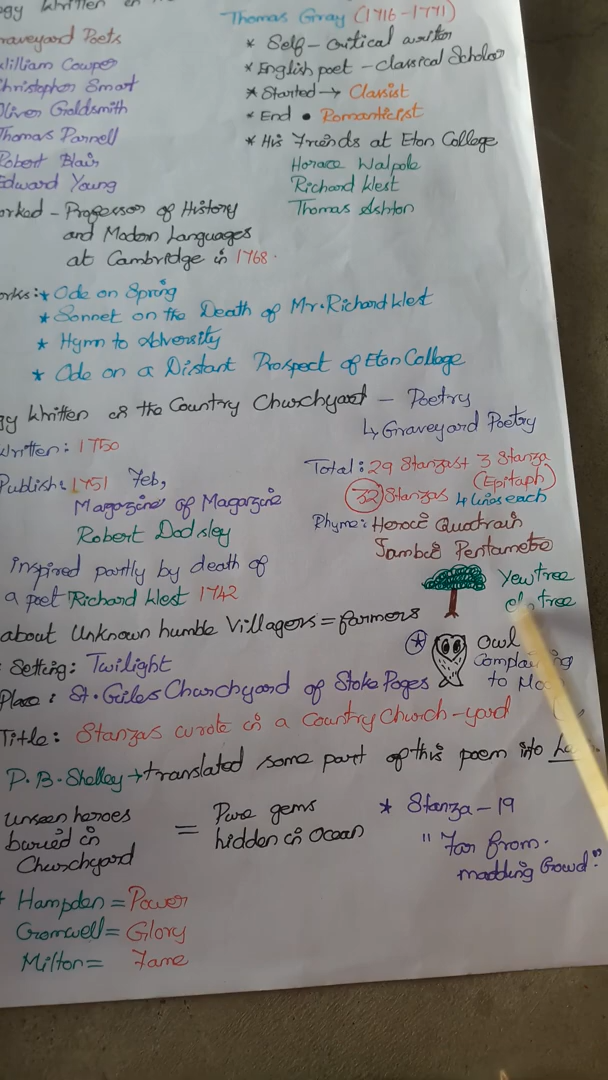 Written in
Thomas Gray (1716-1771)
Graveyard Poets
William Cowper
Christopher Smart
Oliver Goldsmith
Thomas Parnell
Robert Blair
Edward Young
* Self-critical writer
* English poet - classical Scholar
* Started → Classist
* End • Romanticist
* His Friends at Eton College
Horace Walpole
Richard West
Thomas Ashton
orked - Professor of History
and Modern Languages
at Cambridge in 1768.
orks: * Ode on Spring
* Sonnet on the Death of Mr. Richard West
* Hymn to Adversity
* Ode on a Distant Prospect of Eton College
gy Written on the Country Churchyard - Poetry
↳ Graveyard Poetry
Written: 1750
Publish: 1751 Feb,
Magazine of Magazine
Robert Dodsley
Total: 29 Stanzas + 3 Stanza
(Epitaph)
32 Stanzas 4 lines each
Rhyme: Heroic Quatrain
Iambic Pentameter
inspired partly by death of
a poet Richard West 1742
Yew tree
tree
about Unknown humble Villagers = farmers
: Setting: Twilight
Place: St. Giles Churchyard of Stoke Poges
Owl
Complaining
to
Title: Stanzas wrote in a Country Church-yard
P.B. Shelley → translated some part of this poem into
unseen heroes
buried in
Churchyard
= Pure gems
hidden in Ocean
* Stanza - 19
"Far from
madding Crowd"
Hampden = Power
Cromwell = Glory
Milton = Fame